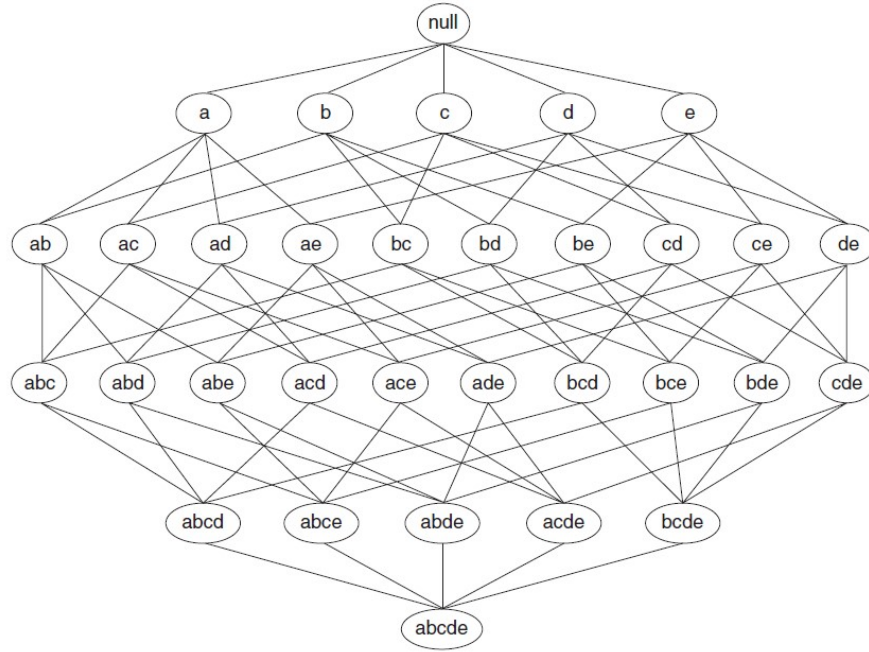 null
a b c d e
ab ac ad ae bc bd be cd ce de
abc abd abe acd ace ade bcd bce bde cde
abcd abce abde acde bcde
abcde